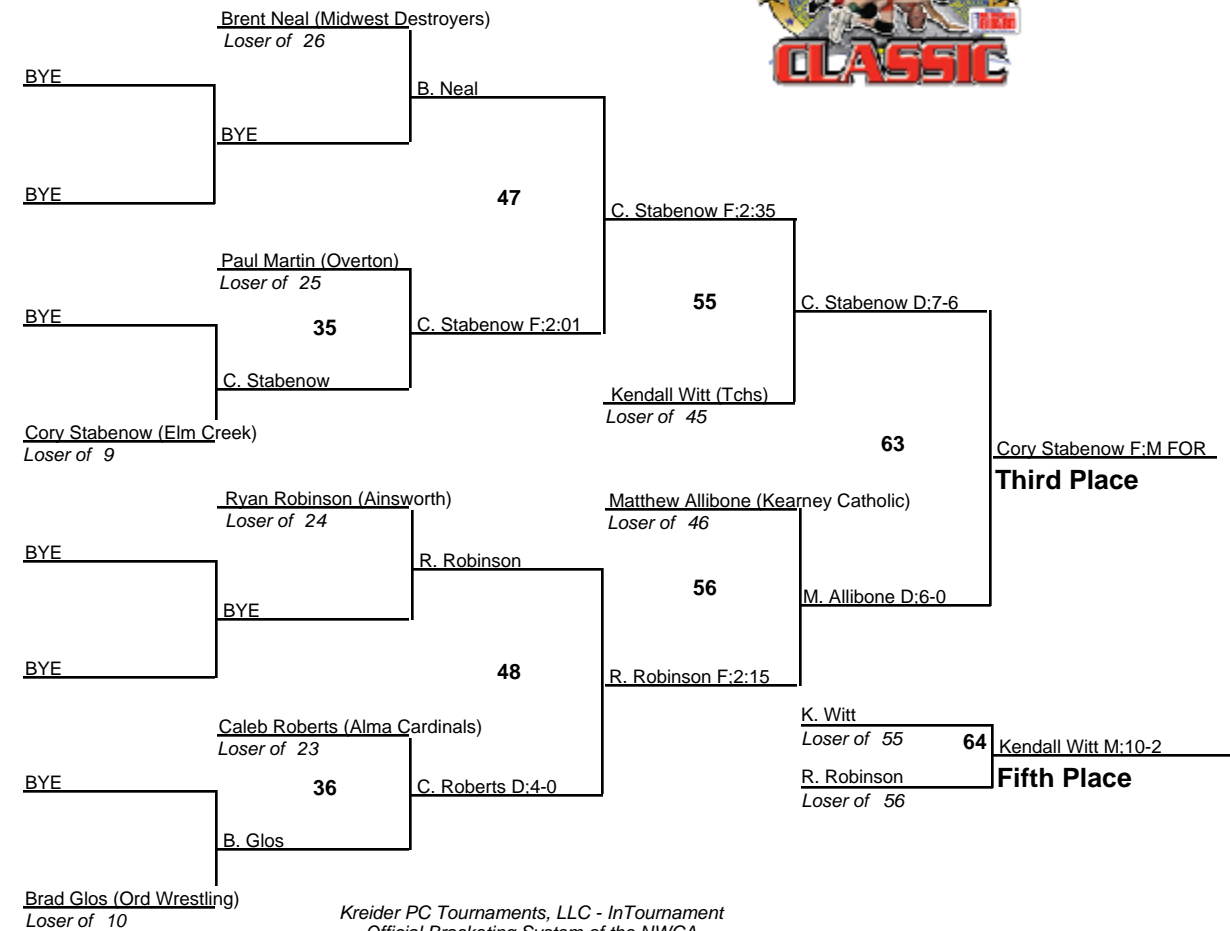 Brent Neal (Midwest Destroyers)
Loser of 26
CLASSIC
BYE
B. Neal
BYE
BYE
47
C. Stabenow F;2:35
Paul Martin (Overton)
Loser of 25
55
C. Stabenow D;7-6
BYE
35
C. Stabenow F;2:01
C. Stabenow
Kendall Witt (Tchs)
Loser of 45
Cory Stabenow (Elm Creek)
Loser of 9
63
Cory Stabenow F;M FOR
Third Place
Ryan Robinson (Ainsworth)
Loser of 24
Matthew Allibone (Kearney Catholic)
Loser of 46
BYE
R. Robinson
56
M. Allibone D;6-0
BYE
BYE
48
R. Robinson F;2:15
Caleb Roberts (Alma Cardinals)
Loser of 23
K. Witt
Loser of 55
64
Kendall Witt M;10-2
Fifth Place
R. Robinson
Loser of 56
BYE
36
C. Roberts D;4-0
B. Glos
Brad Glos (Ord Wrestling)
Loser of 10
Kreider PC Tournaments, LLC - InTournament
Official Bracketing System of the NWCA